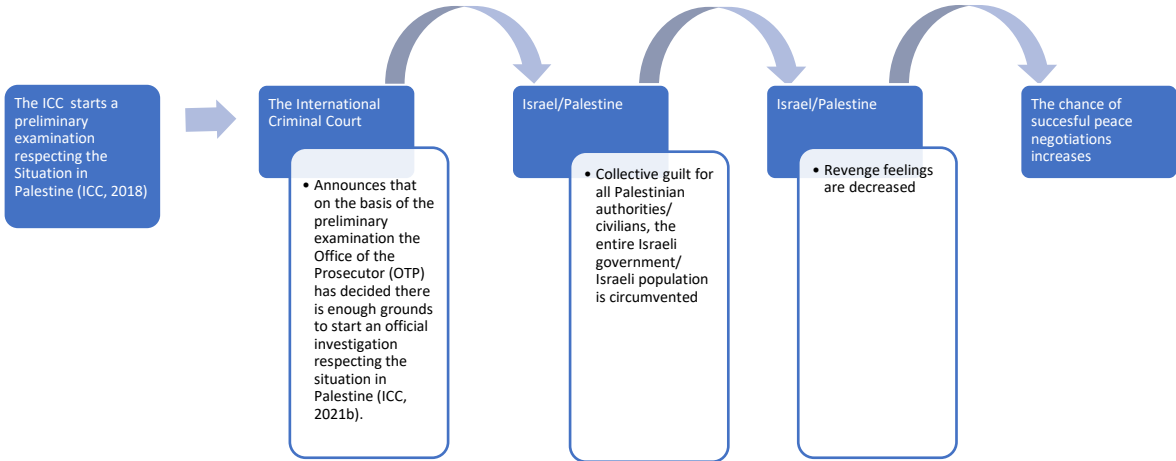 The ICC starts a
preliminary
examination
respecting the
Situation in
Palestine (ICC, 2018)
The International
Criminal Court
• Announces that
on the basis of the
preliminary
examination the
Office of the
Prosecutor (OTP)
has decided there
is enough grounds
to start an official
investigation
respecting the
situation in
Palestine (ICC,
2021b).
Israel/Palestine
• Collective guilt for
all Palestinian
authorities/
civilians, the
entire Israeli
government/
Israeli population
is circumvented
Israel/Palestine
• Revenge feelings
are decreased
The chance of
succesful peace
negotiations
increases